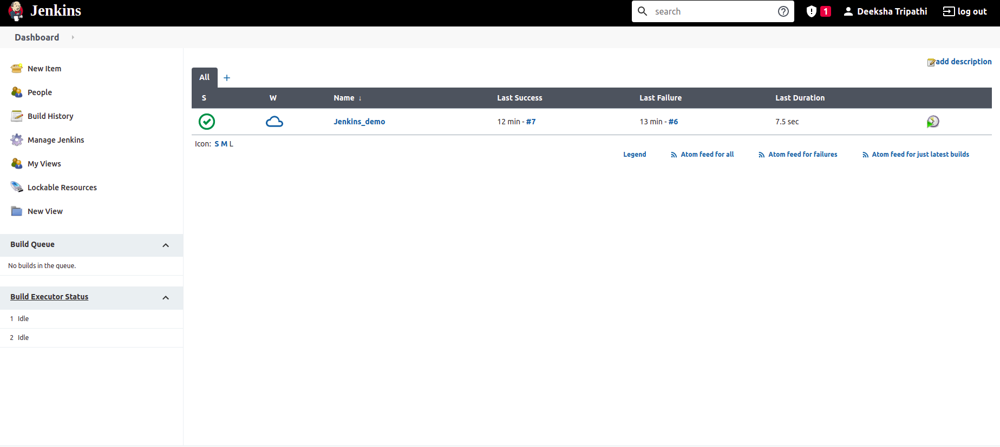 Jenkins
search
1
Deeksha Tripathi
log out
Dashboard
New Item
People
Build History
Manage Jenkins
My Views
Lockable Resources
New View
Build Queue
No builds in the queue.
Build Executor Status
1 Idle
2 Idle
add description
All +
S W Name ↓ Last Success Last Failure Last Duration
Jenkins_demo 12 min - #7 13 min - #6 7.5 sec
Icon: S M L
Legend Atom feed for all Atom feed for failures Atom feed for just latest builds